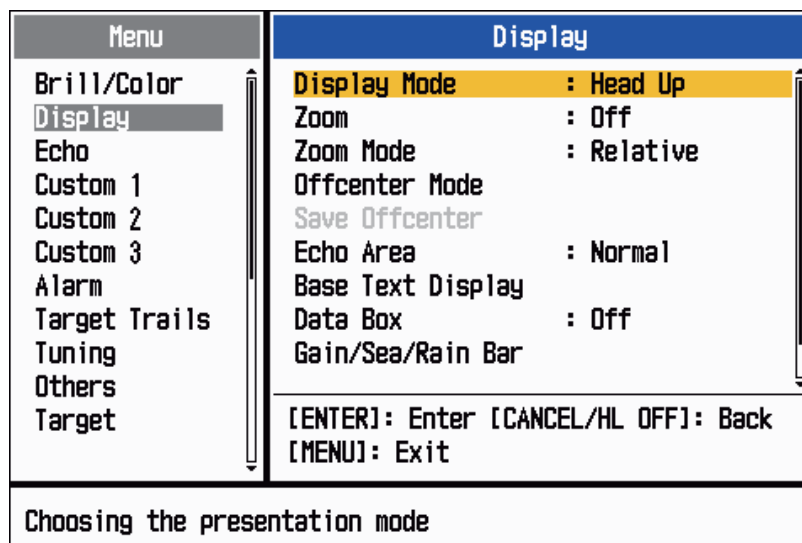 Menu
Brill/Color
Display
Echo
Custom 1
Custom 2
Custom 3
Alarm
Target Trails
Tuning
Others
Target
Display
Display Mode : Head Up
Zoom : Off
Zoom Mode : Relative
Offcenter Mode
Save Offcenter
Echo Area : Normal
Base Text Display
Data Box : Off
Gain/Sea/Rain Bar
[ENTER]: Enter [CANCEL/HL OFF]: Back
[MENU]: Exit
Choosing the presentation mode